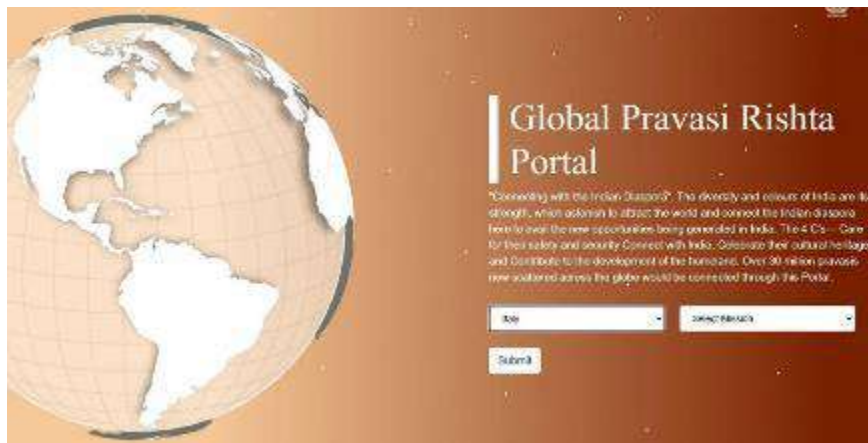 Global Pravasi Rishta
Portal
"Connecting with the Indian Diaspora". The diversity and colours of India are its
strength, which astonish to attract the world and connect the Indian diaspora
here to avail the new opportunities being generated in India. The 4 C's— Care
for their safety and security Connect with India, Celebrate their cultural heritage
and Contribute to the development of the homeland. Over 30 million pravasis
now scattered across the globe would be connected through this Portal.
Italy
Select Mission
Submit